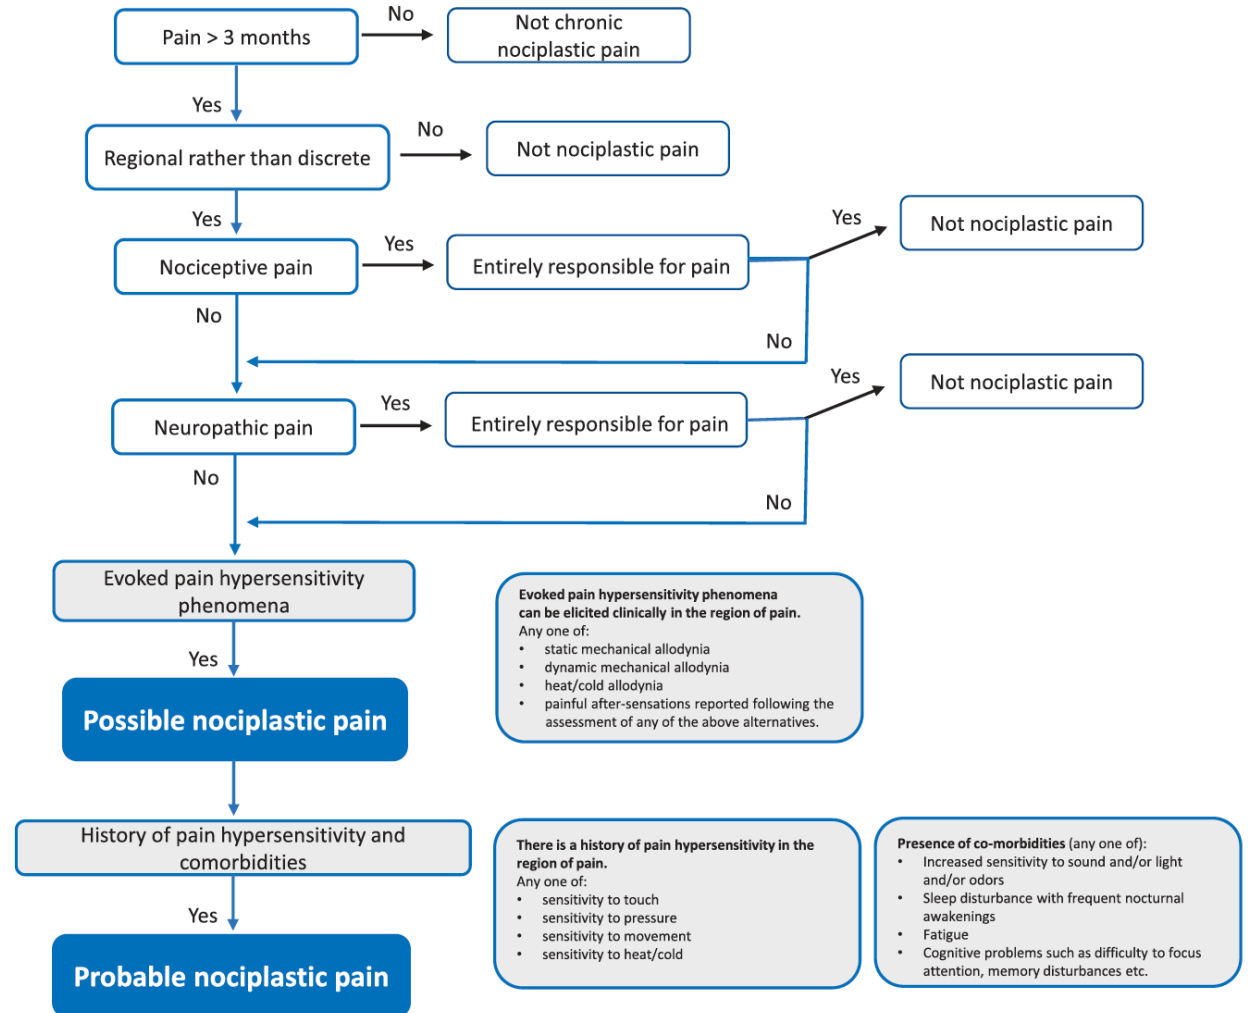 Pain > 3 months
No
Not chronic
nociplastic pain
Yes
Regional rather than discrete
No
Not nociplastic pain
Yes
Nociceptive pain
Yes
Entirely responsible for pain
Yes
Not nociplastic pain
No
No
Neuropathic pain
Yes
Entirely responsible for pain
Yes
Not nociplastic pain
No
No
Evoked pain hypersensitivity
phenomena
Evoked pain hypersensitivity phenomena
can be elicited clinically in the region of pain.
Any one of:
• static mechanical allodynia
• dynamic mechanical allodynia
• heat/cold allodynia
• painful after-sensations reported following the
assessment of any of the above alternatives.
Yes
Possible nociplastic pain
History of pain hypersensitivity and
comorbidities
There is a history of pain hypersensitivity in the
region of pain.
Any one of:
• sensitivity to touch
• sensitivity to pressure
• sensitivity to movement
• sensitivity to heat/cold
Presence of co-morbidities (any one of):
• Increased sensitivity to sound and/or light
and/or odors
• Sleep disturbance with frequent nocturnal
awakenings
• Fatigue
• Cognitive problems such as difficulty to focus
attention, memory disturbances etc.
Yes
Probable nociplastic pain